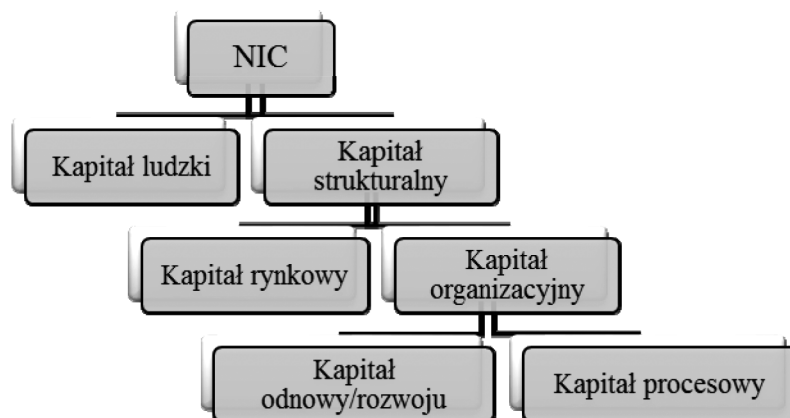 NIC
Kapitał ludzki
Kapitał
strukturalny
Kapitał rynkowy
Kapitał
organizacyjny
Kapitał
odnowy/rozwoju
Kapitał procesowy